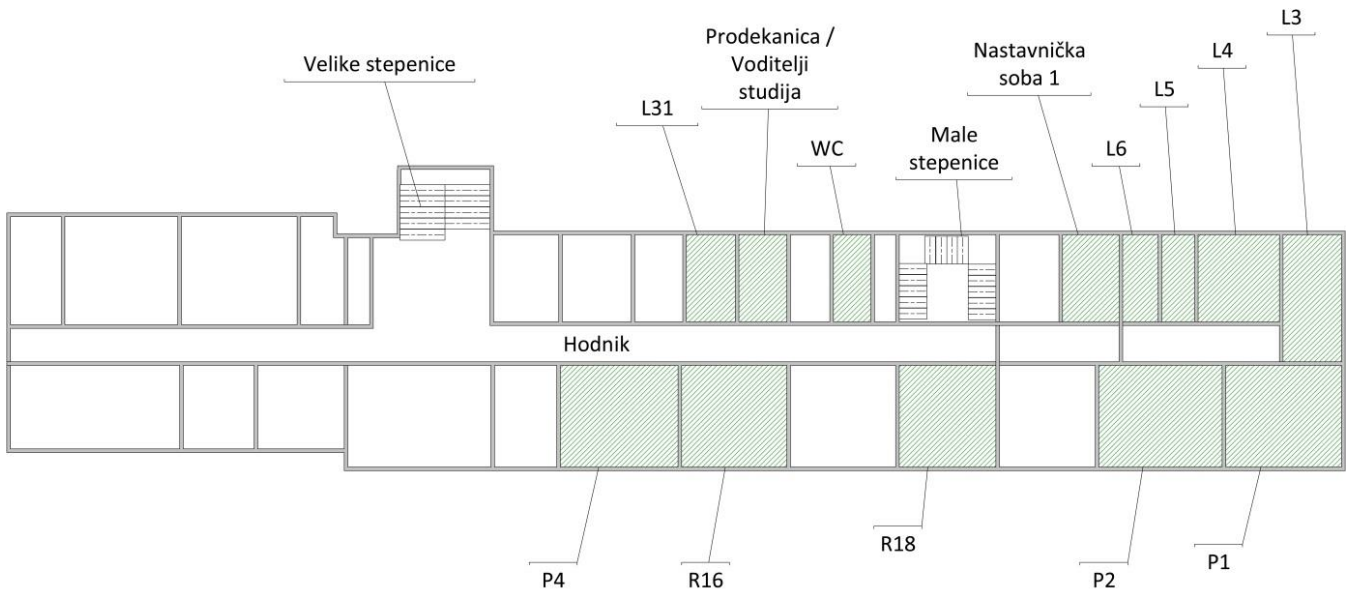 Velike stepenice
L31
Prodekanica /
Voditelji
studija
WC
Male
stepenice
Nastavnička
soba 1
L6
L5
L4
L3
Hodnik
P4
R16
R18
P2
P1